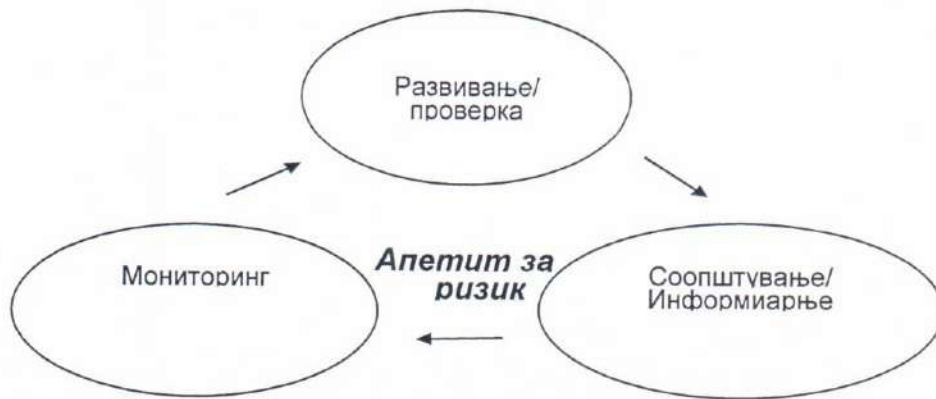 Развивање/
проверка
Мониторинг
Апетит за
ризик
Соопштување/
Информиарње